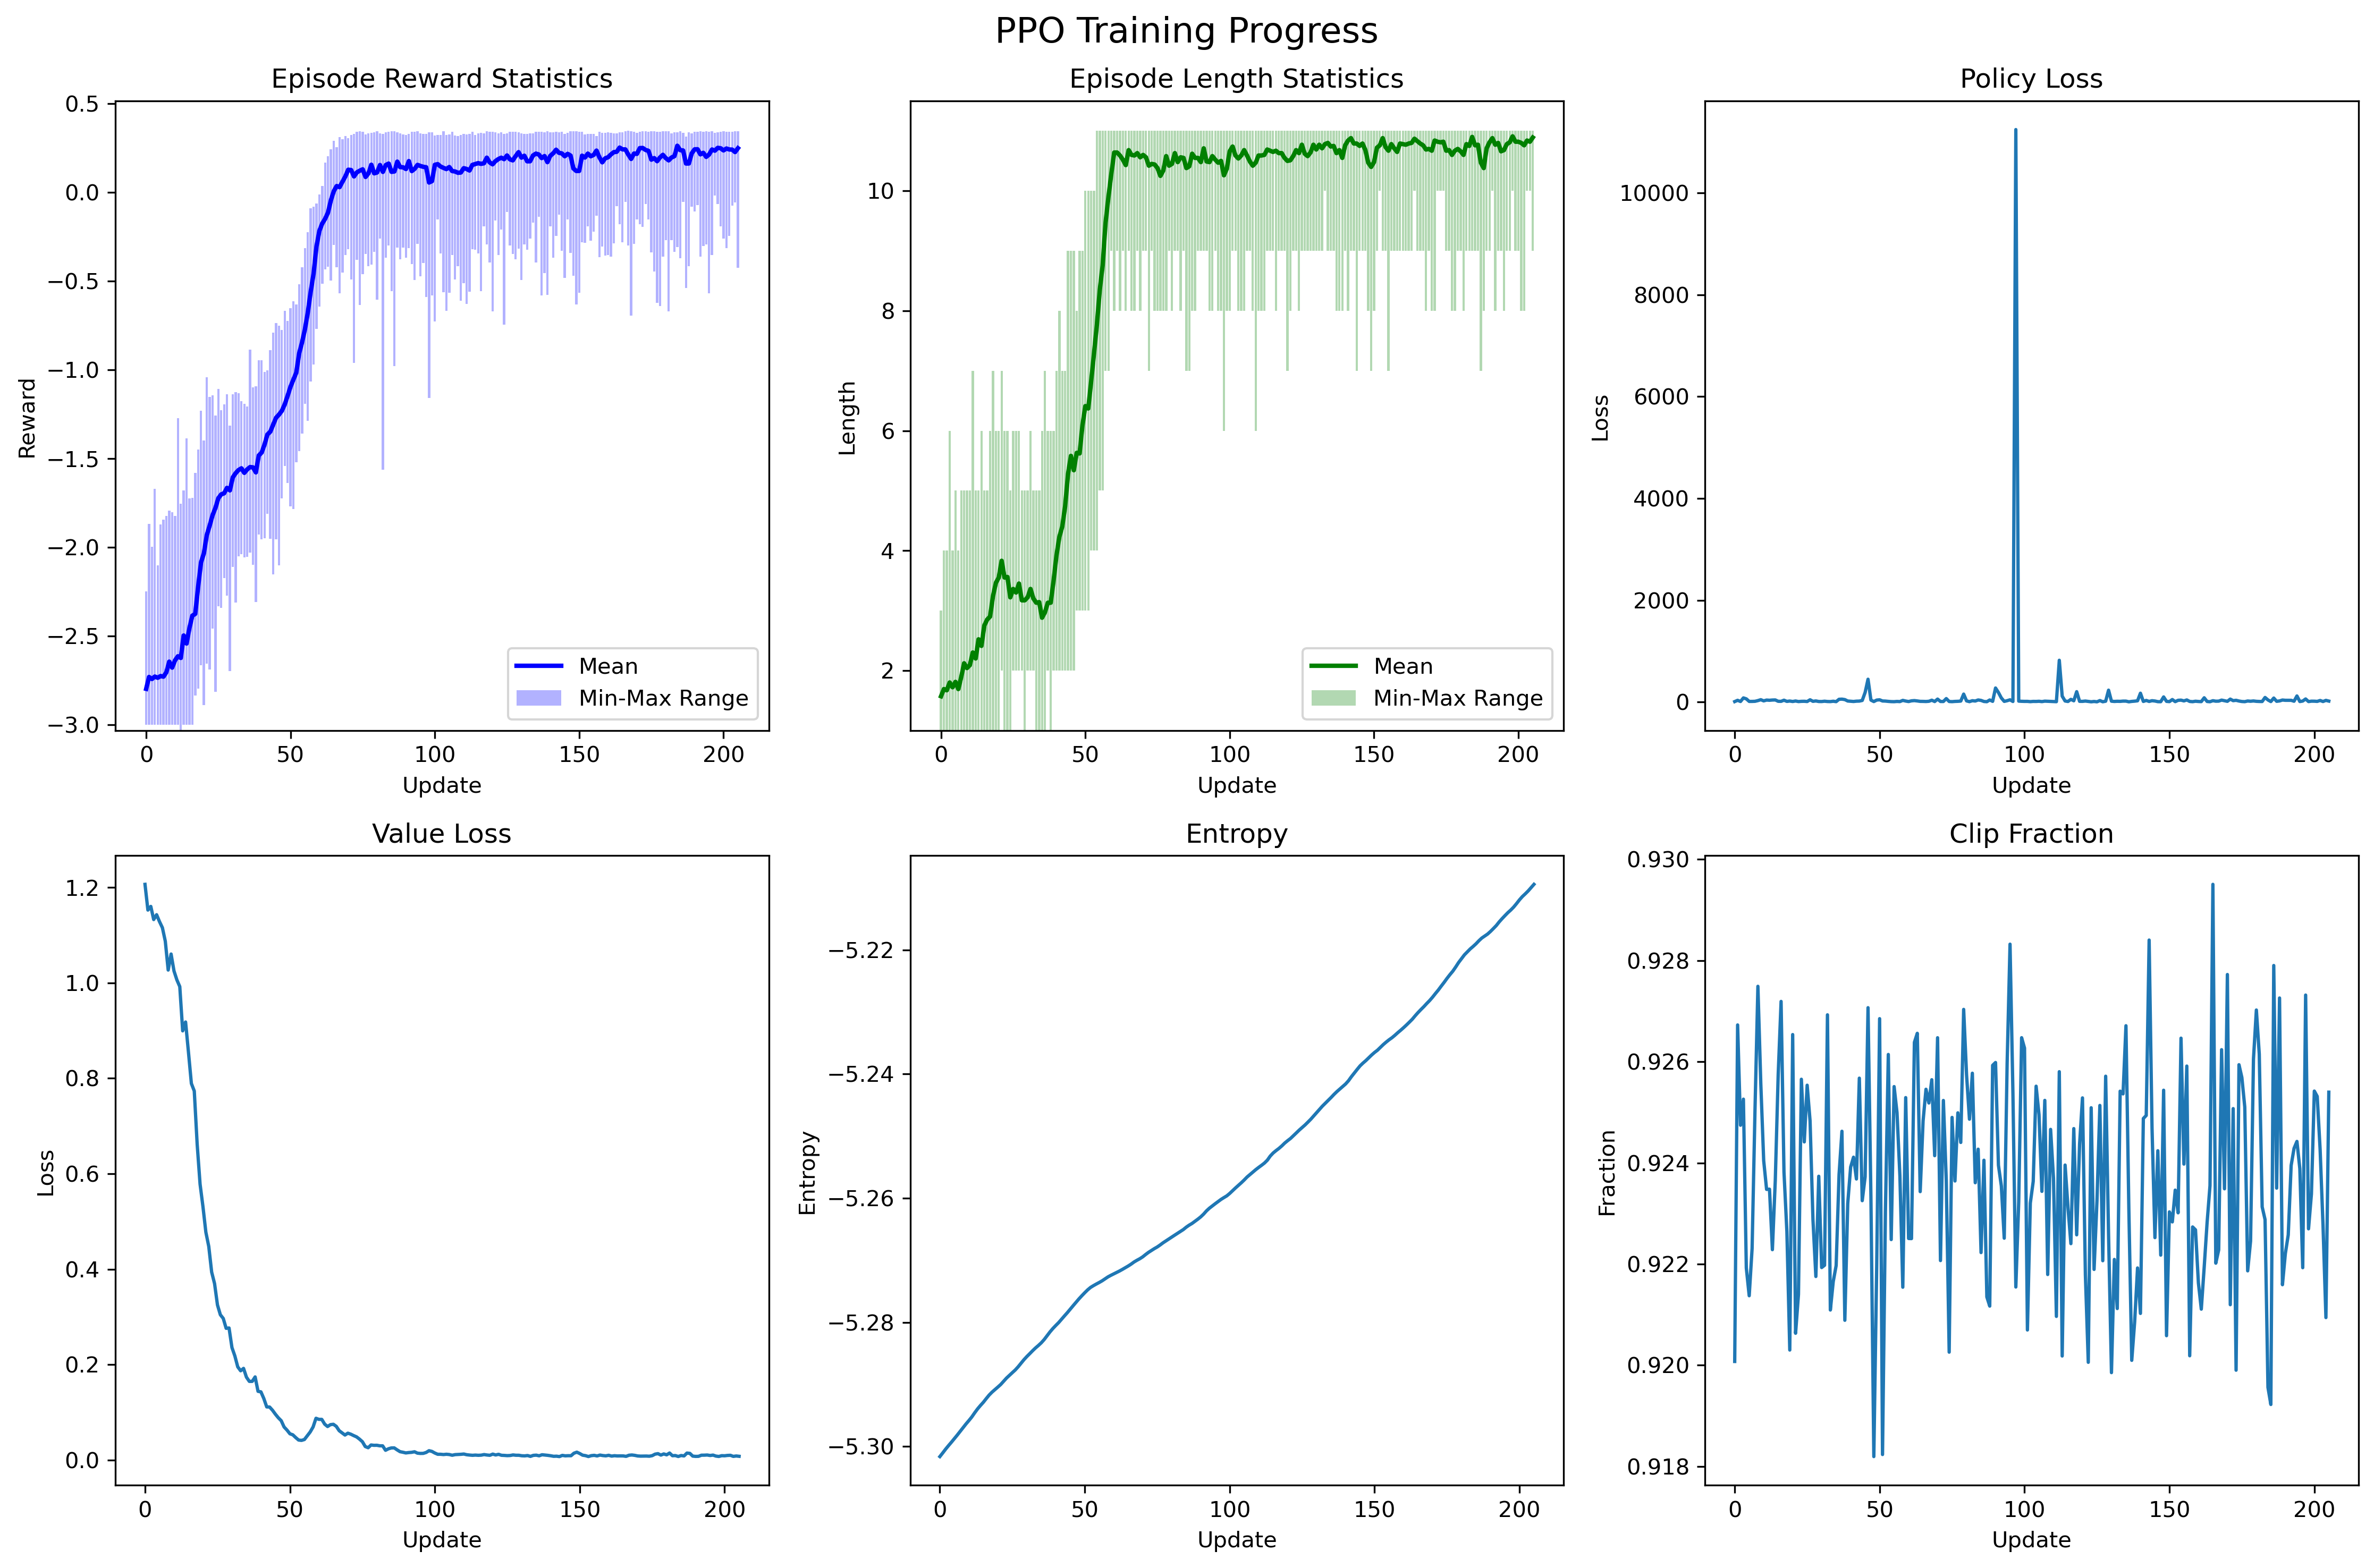 PPO Training Progress
Episode Reward Statistics
0.5
0.0
−0.5
−1.0
−1.5
−2.0
−2.5
−3.0
Reward
Mean
Min-Max Range
0
50
100
150
200
Update
Episode Length Statistics
10
8
6
4
2
Length
Mean
Min-Max Range
0
50
100
150
200
Update
Policy Loss
10000
8000
6000
4000
2000
0
Loss
0
50
100
150
200
Update
Value Loss
1.2
1.0
0.8
0.6
0.4
0.2
0.0
Loss
0
50
100
150
200
Update
Entropy
−5.22
−5.24
−5.26
−5.28
−5.30
Entropy
0
50
100
150
200
Update
Clip Fraction
0.930
0.928
0.926
0.924
0.922
0.920
0.918
Fraction
0
50
100
150
200
Update